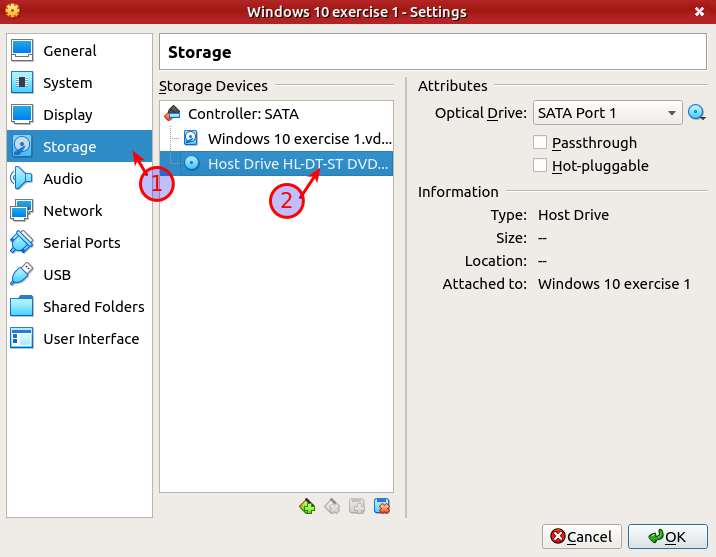 Windows 10 exercise 1 - Settings
General
System
Display
Storage
Audio
Network
Serial Ports
USB
Shared Folders
User Interface
1
Storage
Storage Devices
Controller: SATA
Windows 10 exercise 1.vd...
Host Drive HL-DT-ST DVD...
2
Attributes
Optical Drive: SATA Port 1
Passthrough
Hot-pluggable
Information
Type: Host Drive
Size: --
Location: --
Attached to: Windows 10 exercise 1
Cancel
OK